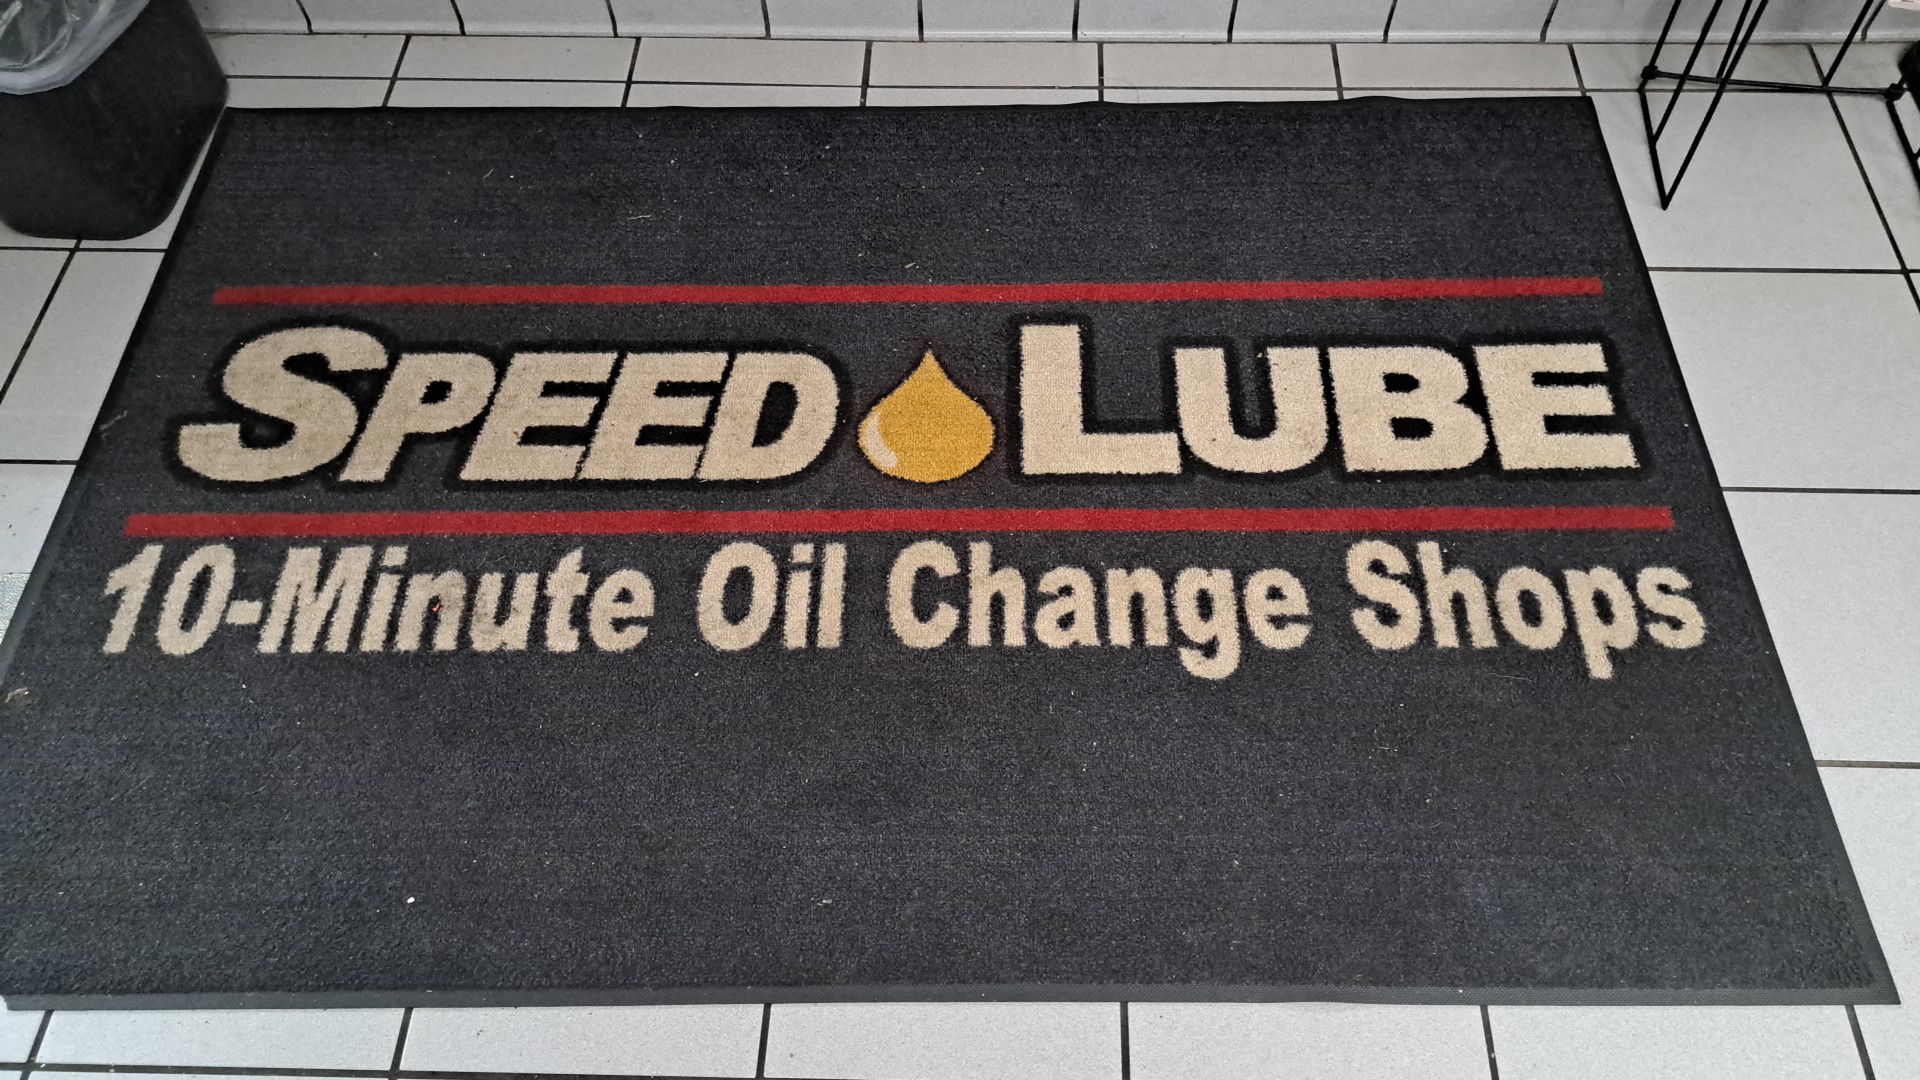 SPEED LUBE
10-Minute Oil Change Shops